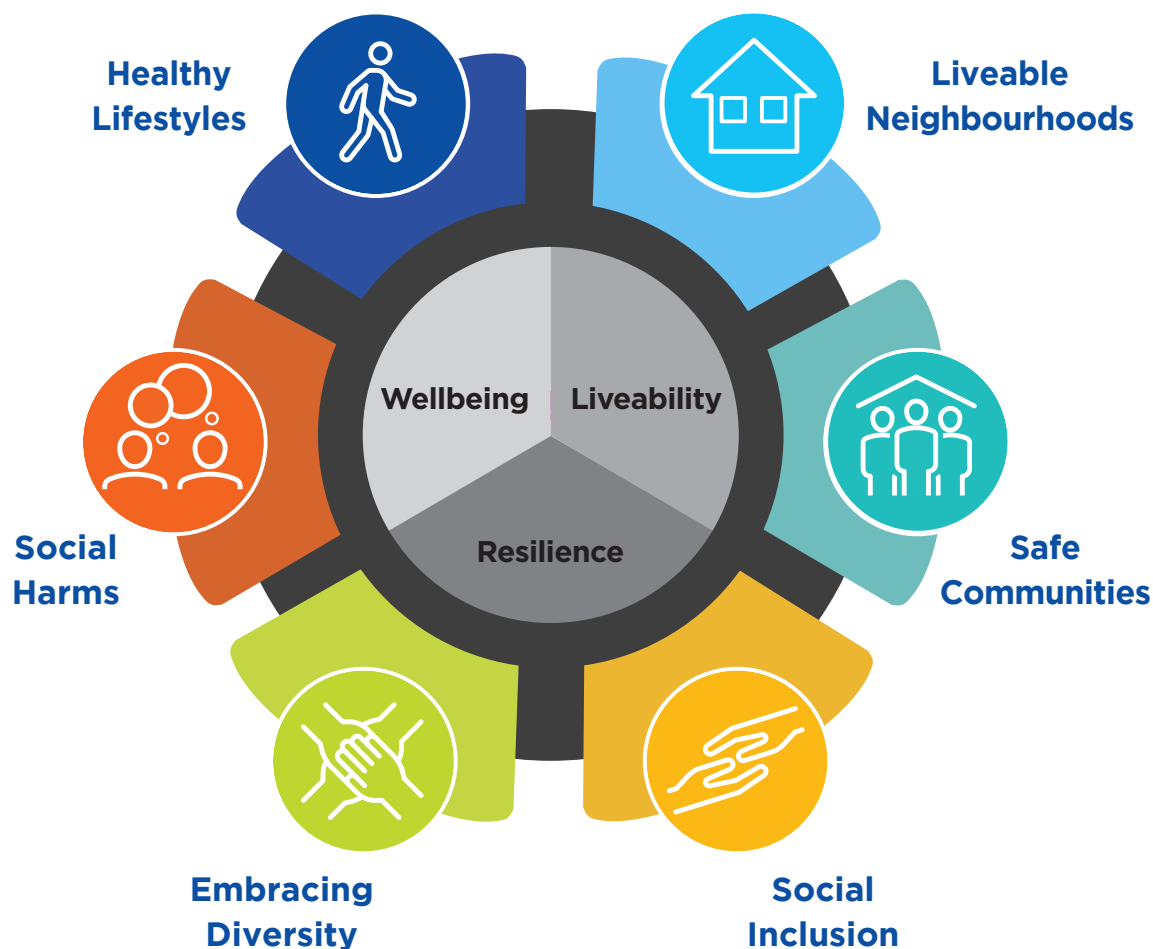 Healthy
Lifestyles
Liveable
Neighbourhoods
Wellbeing
Liveability
Resilience
Social
Harms
Safe
Communities
Embracing
Diversity
Social
Inclusion